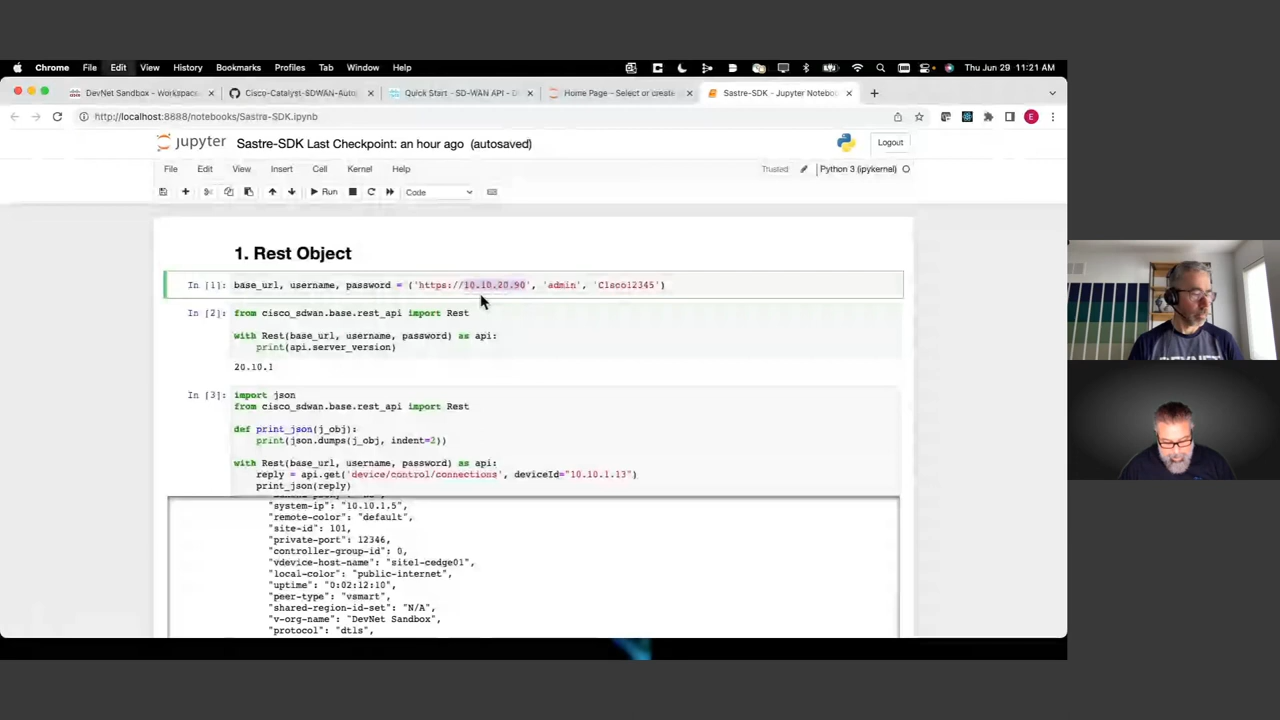 Chrome File Edit View History Bookmarks Profiles Tab Window Help Thu Jun 29 11:21 AM
DevNet Sandbox - Workspace Cisco-Catalyst-SDWAN-Auto Quick Start - SD-WAN API - D Home Page - Select or create Sastre-SDK - Jupyter Notebo
http://localhost:8888/notebooks/Sastre-SDK.ipynb E
jupyter Sastre-SDK Last Checkpoint: an hour ago (autosaved) Logout
File Edit View Insert Cell Kernel Help Trusted Python 3 (ipykernel)
Run Code
1. Rest Object
In [1]: base_url, username, password = ('https://10.10.20.90', 'admin', 'C1sco12345')
In [2]: from cisco_sdwan.base.rest_api import Rest
with Rest(base_url, username, password) as api:
print(api.server_version)
20.10.1
In [3]: import json
from cisco_sdwan.base.rest_api import Rest
def print_json(j_obj):
print(json.dumps(j_obj, indent=2))
with Rest(base_url, username, password) as api:
reply = api.get('device/control/connections', deviceId="10.10.1.13")
print_json(reply)
"system-ip": "10.10.1.5",
"remote-color": "default",
"site-id": 101,
"private-port": 12346,
"controller-group-id": 0,
"vdevice-host-name": "site1-cedge01",
"local-color": "public-internet",
"uptime": "0:02:12:10",
"peer-type": "vsmart",
"shared-region-id-set": "N/A",
"v-org-name": "DevNet Sandbox",
"protocol": "dtls",